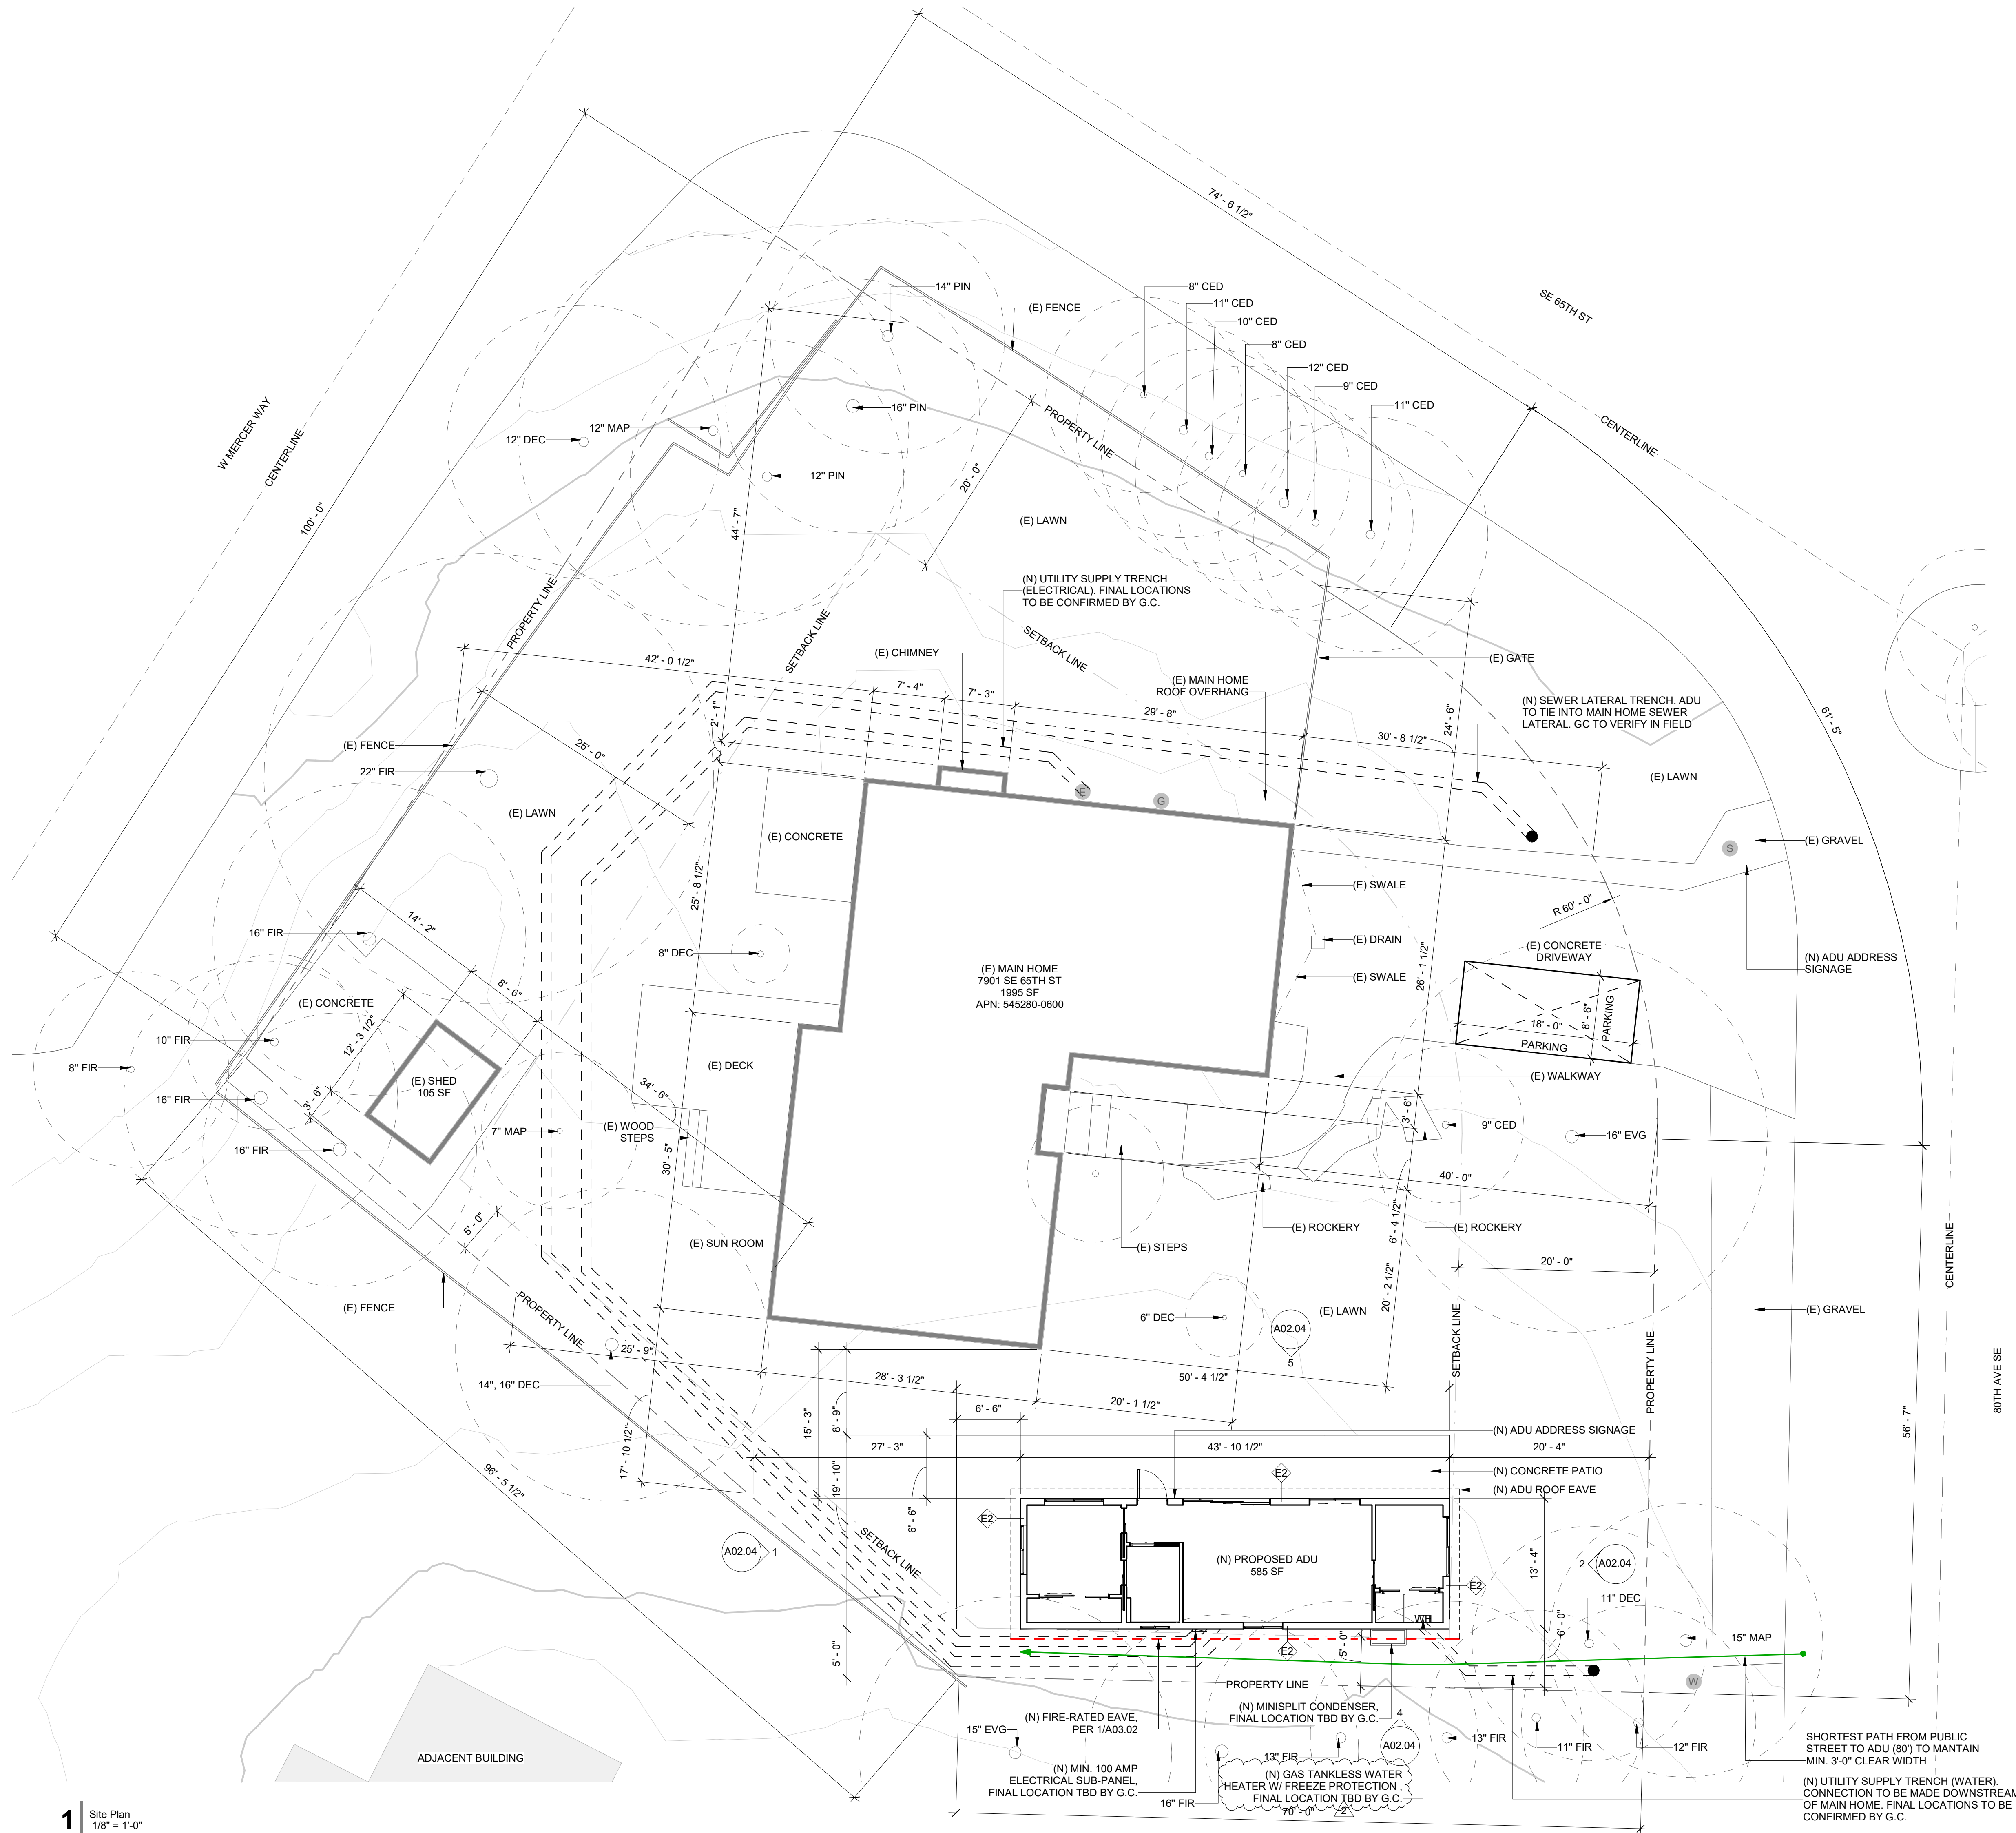 74' - 6 1/2"
SE 65TH ST
W MERCER WAY
CENTERLINE
100' - 0"
14" PIN
(E) FENCE
8" CED
11" CED
10" CED
8" CED
12" CED
9" CED
11" CED
16" PIN
12" MAP
12" DEC
12" PIN
PROPERTY LINE
CENTERLINE
20' - 0"
44' - 7"
(E) LAWN
PROPERTY LINE
SETBACK LINE
(N) UTILITY SUPPLY TRENCH
(ELECTRICAL). FINAL LOCATIONS
TO BE CONFIRMED BY G.C.
SETBACK LINE
(E) CHIMNEY
42' - 0 1/2"
7' - 4"
7' - 3"
29' - 8"
30' - 8 1/2"
(E) MAIN HOME
ROOF OVERHANG
(E) GATE
24' - 6"
(N) SEWER LATERAL TRENCH. ADU
TO TIE INTO MAIN HOME SEWER
LATERAL. GC TO VERIFY IN FIELD
61' - 5"
2' - 1"
25' - 0"
(E) FENCE
22" FIR
(E) LAWN
(E) LAWN
E
G
S
(E) CONCRETE
(E) GRAVEL
25' - 8 1/2"
(E) SWALE
R 60' - 0"
14' - 2"
16" FIR
8" DEC
(E) DRAIN
(E) CONCRETE
DRIVEWAY
(N) ADU ADDRESS
SIGNAGE
(E) MAIN HOME
7901 SE 65TH ST
1995 SF
APN: 545280-0600
(E) SWALE
26' - 1 1/2"
8' - 6"
(E) CONCRETE
12' - 3 1/2"
18' - 0"
8' - 6"
PARKING
PARKING
10" FIR
8" FIR
(E) SHED
105 SF
(E) DECK
(E) WALKWAY
16" FIR
3' - 6"
34' - 6"
3' - 6"
7" MAP
(E) WOOD
STEPS
9" CED
16" EVG
16" FIR
30' - 5"
40' - 0"
5' - 0"
(E) SUN ROOM
(E) ROCKERY
(E) ROCKERY
6' - 4 1/2"
(E) STEPS
20' - 0"
CENTERLINE
(E) FENCE
PROPERTY LINE
20' - 2 1/2"
(E) LAWN
(E) GRAVEL
6" DEC
A02.04
5
SETBACK LINE
PROPERTY LINE
80TH AVE SE
25' - 9"
14", 16" DEC
28' - 3 1/2"
50' - 4 1/2"
20' - 1 1/2"
15' - 3"
8' - 9"
6' - 6"
56' - 7"
17' - 10 1/2"
27' - 3"
43' - 10 1/2"
(N) ADU ADDRESS SIGNAGE
20' - 4"
96' - 5 1/2"
19' - 10"
E2
(N) CONCRETE PATIO
(N) ADU ROOF EAVE
6' - 6"
E2
SETBACK LINE
A02.04
1
(N) PROPOSED ADU
585 SF
13' - 4"
2
A02.04
E2
11" DEC
WH
5' - 0"
E2
5' - 0"
6' - 0"
15" MAP
W
PROPERTY LINE
(N) FIRE-RATED EAVE,
PER 1/A03.02
(N) MINISPLIT CONDENSER,
FINAL LOCATION TBD BY G.C.
4
A02.04
15" EVG
13" FIR
13" FIR
11" FIR
12" FIR
SHORTEST PATH FROM PUBLIC
STREET TO ADU (80') TO MANTAIN
MIN. 3'-0" CLEAR WIDTH
ADJACENT BUILDING
(N) MIN. 100 AMP
ELECTRICAL SUB-PANEL,
FINAL LOCATION TBD BY G.C.
16" FIR
(N) GAS TANKLESS WATER
HEATER W/ FREEZE PROTECTION ,
FINAL LOCATION TBD BY G.C.
70' - 0"
2
(N) UTILITY SUPPLY TRENCH (WATER).
CONNECTION TO BE MADE DOWNSTREAM
OF MAIN HOME. FINAL LOCATIONS TO BE
CONFIRMED BY G.C.
1
Site Plan
1/8" = 1'-0"